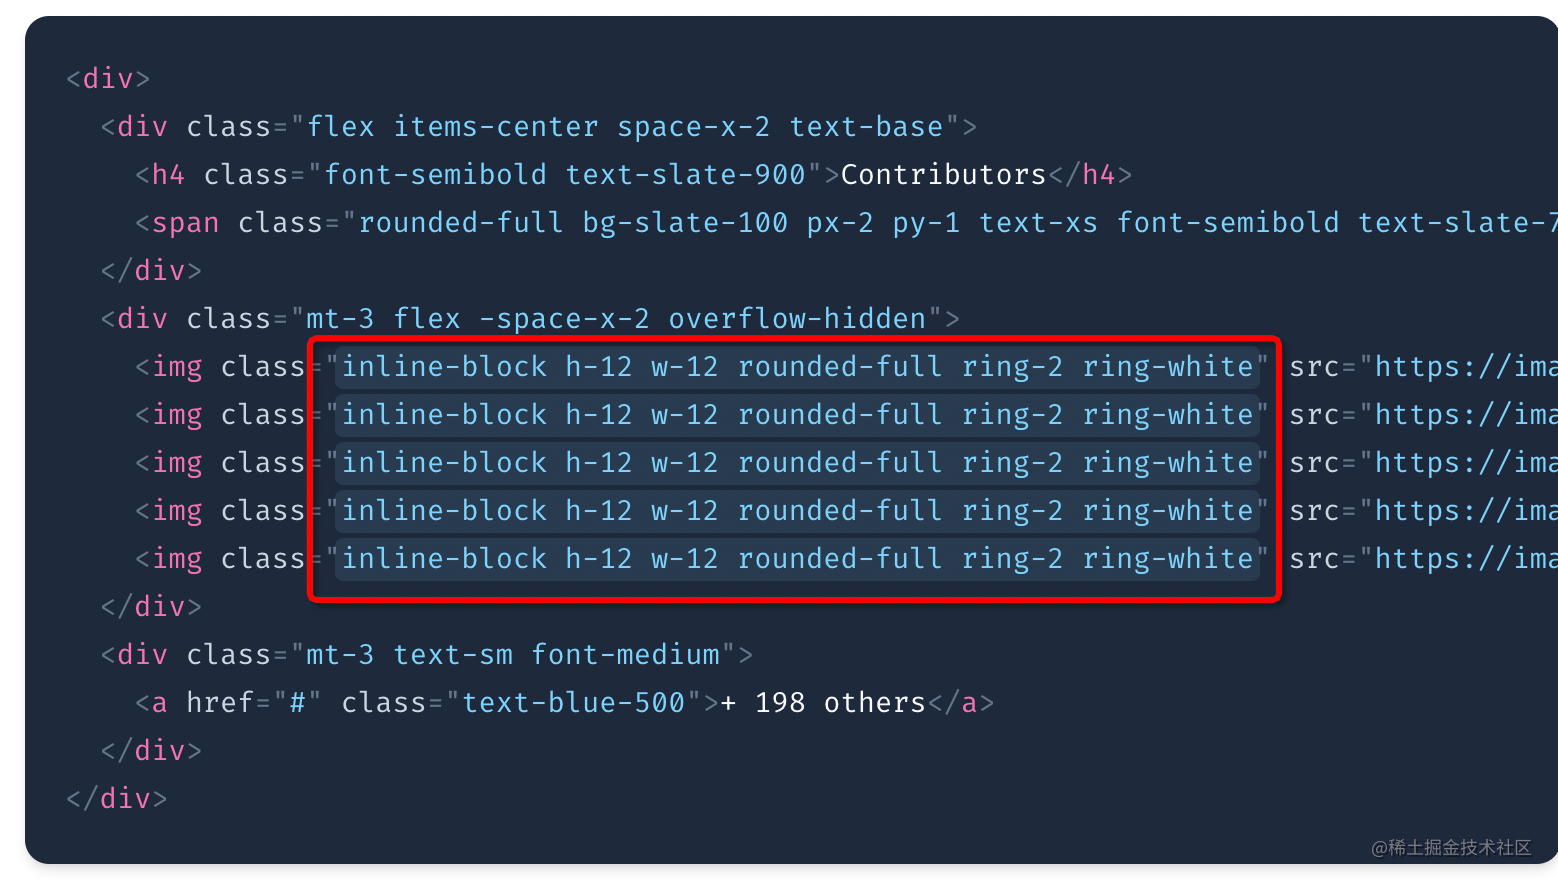 <div>
<div class="flex items-center space-x-2 text-base">
<h4 class="font-semibold text-slate-900">Contributors</h4>
<span class="rounded-full bg-slate-100 px-2 py-1 text-xs font-semibold text-slate-7
</div>
<div class="mt-3 flex -space-x-2 overflow-hidden">
<img class="inline-block h-12 w-12 rounded-full ring-2 ring-white" src="https://ima
<img class="inline-block h-12 w-12 rounded-full ring-2 ring-white" src="https://ima
<img class="inline-block h-12 w-12 rounded-full ring-2 ring-white" src="https://ima
<img class="inline-block h-12 w-12 rounded-full ring-2 ring-white" src="https://ima
<img class="inline-block h-12 w-12 rounded-full ring-2 ring-white" src="https://ima
</div>
<div class="mt-3 text-sm font-medium">
<a href="#" class="text-blue-500">+ 198 others</a>
</div>
</div>
@稀土掘金技术社区